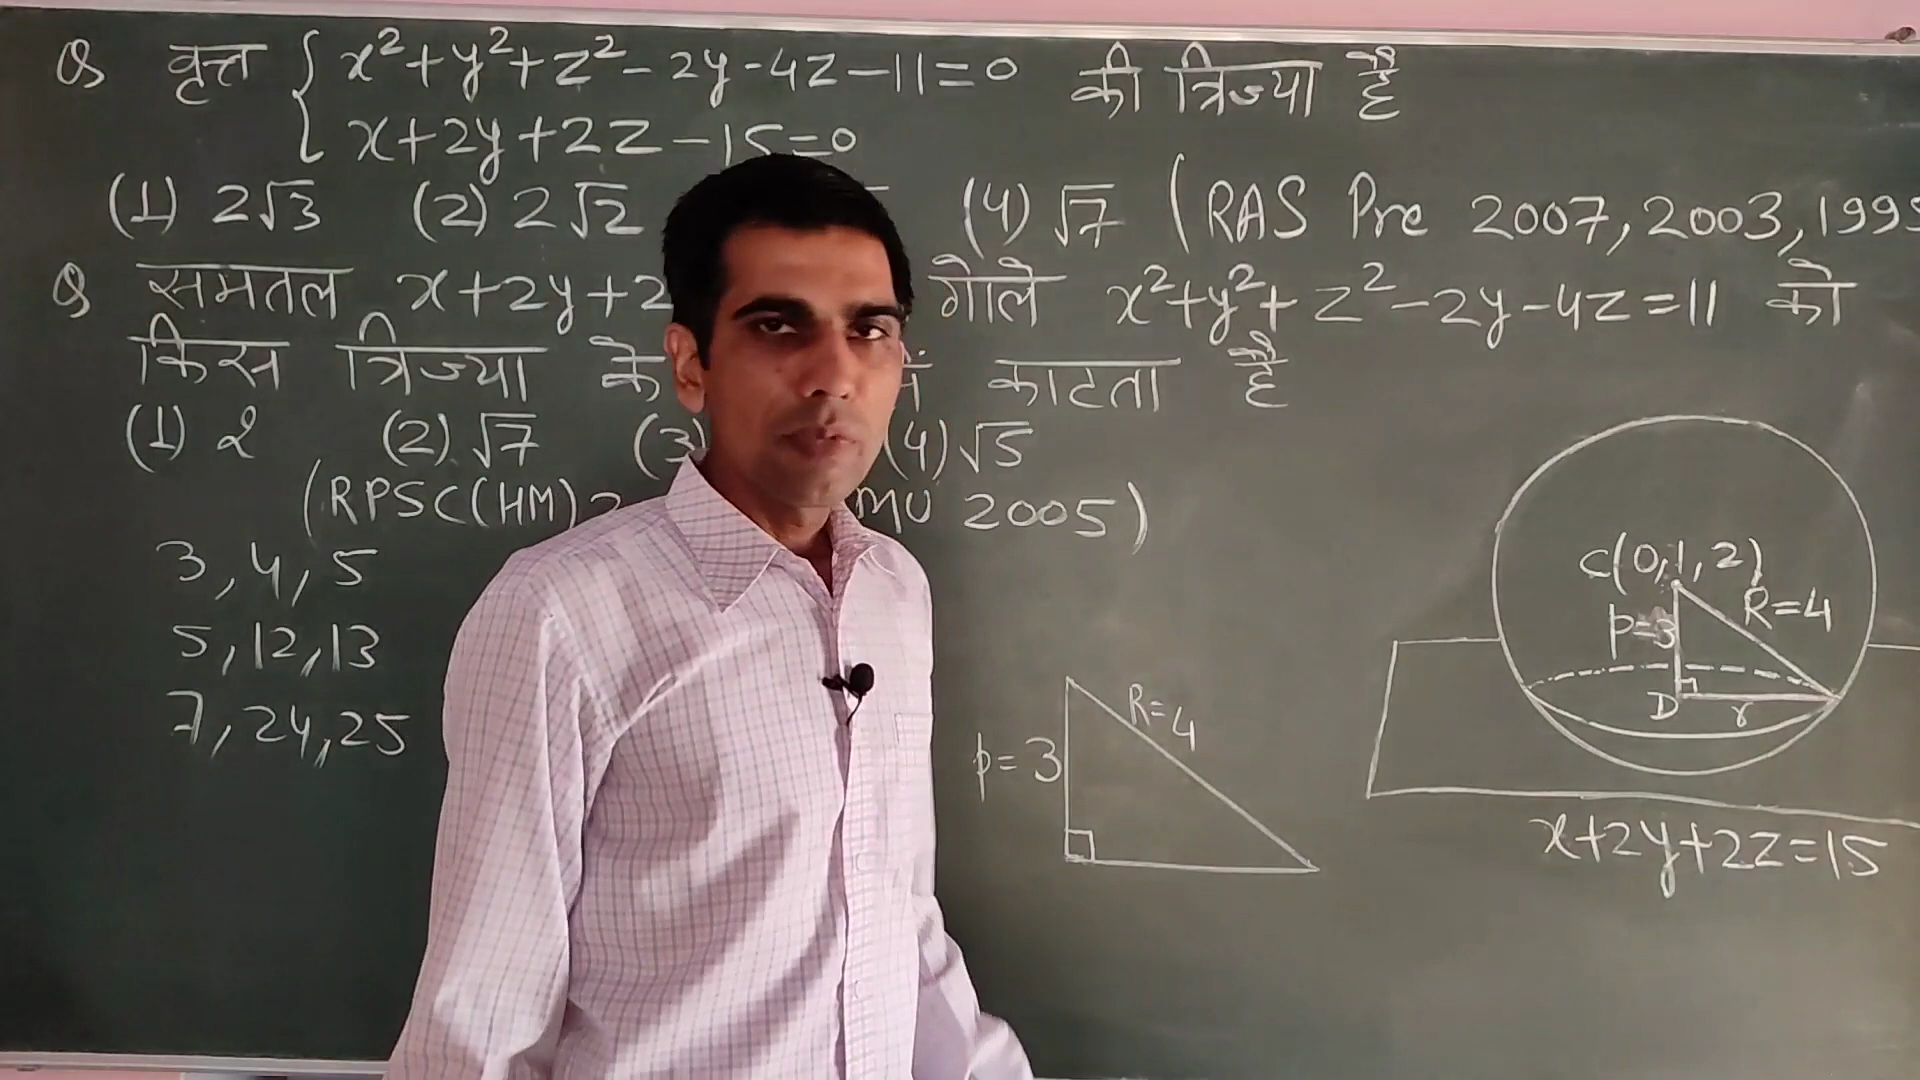 Q वृत्त { x²+y²+z²-2y-4z-11=0 की त्रिज्या है
x+2y+2z-15=0
(1) 2√3 (2) 2√2 (4) √7 (RAS Pre 2007, 2003, 199
Q समतल x+2y+2 गोले x²+y²+z²-2y-4z=11 को
किस त्रिज्या के काटता है
(1) 2 (2) √7 (3) (4) √5
(RPSC(HM) 2 MU 2005)
3, 4, 5
5, 12, 13
7, 24, 25
p=3
R=4
C(0,1,2)
p=3
R=4
D
r
x+2y+2z=15